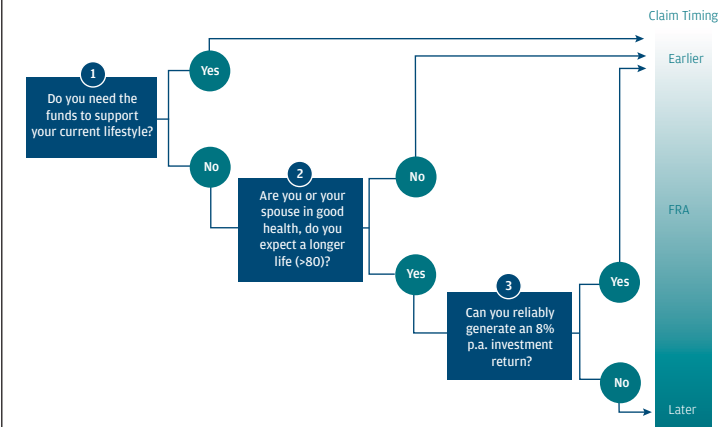 Claim Timing
Earlier
1
Do you need the
funds to support
your current lifestyle?
Yes
No
2
Are you or your
spouse in good
health, do you
expect a longer
life (>80)?
No
Yes
FRA
3
Can you reliably
generate an 8%
p.a. investment
return?
Yes
No
Later